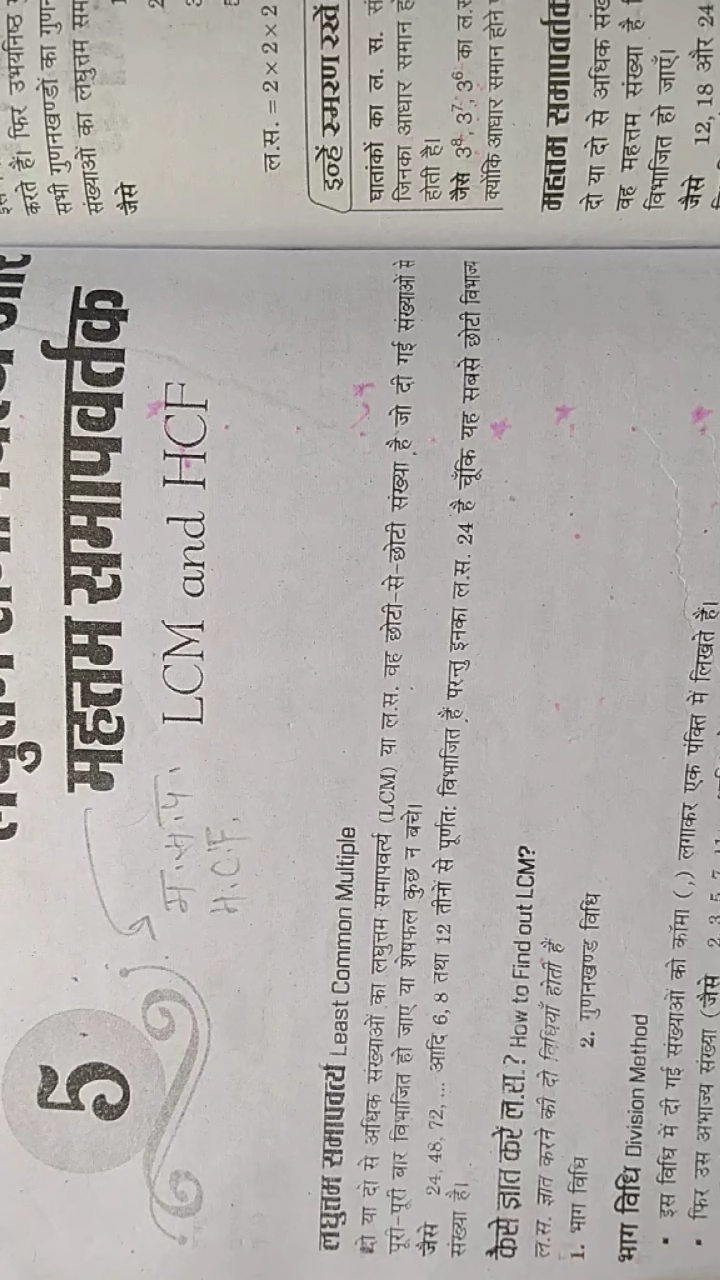 5
महत्तम समापवर्तक
म.स.प.
H.C.F.
LCM and HCF
लघुत्तम समापवर्त्य Least Common Multiple
दो या दो से अधिक संख्याओं का लघुत्तम समापवर्त्य (LCM) या ल.स. वह छोटी-से-छोटी संख्या है जो दी गई संख्याओं से
पूरी-पूरी बार विभाजित हो जाए या शेषफल कुछ न बचे।
जैसे 24, 48, 72, ... आदि 6, 8 तथा 12 तीनों से पूर्णतः विभाजित हैं परन्तु इनका ल.स. 24 है चूँकि यह सबसे छोटी विभाज्य
संख्या है।
कैसे ज्ञात करें ल.स.? How to Find out LCM?
ल.स. ज्ञात करने की दो विधियाँ होती हैं
1. भाग विधि 2. गुणनखण्ड विधि
भाग विधि Division Method
• इस विधि में दी गई संख्याओं को कॉमा (,) लगाकर एक पंक्ति में लिखते हैं।
• फिर उस अभाज्य संख्या (जैसे 2, 3, 5, 7, 11
करते हैं। फिर उभयनिष्ठ
सभी गुणनखण्डों का
संख्याओं का लघुत्तम
जैसे
ल.स. = 2 × 2 × 2
इन्हें स्मरण रखें
घातांकों का ल. स.
जिनका आधार समान
होती है।
जैसे 3⁸, 3⁷, 3⁶ का ल.स
क्योंकि आधार समान होने
महत्तम समापवर्तक
दो या दो से अधिक
वह महत्तम संख्या है
विभाजित हो जाएँ।
जैसे 12, 18 और 24